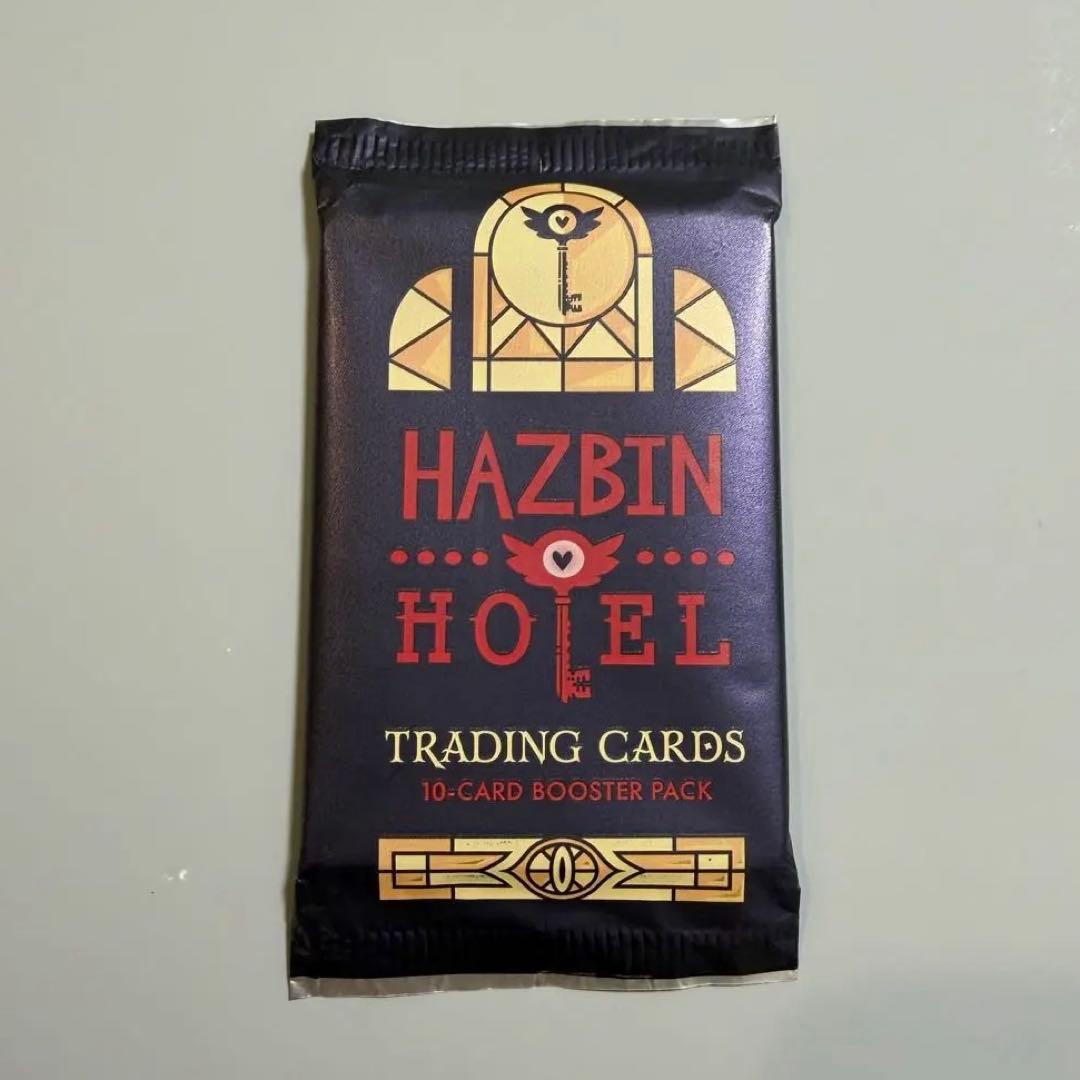 HAZBIN
HOTEL
TRADING CARDS
10-CARD BOOSTER PACK